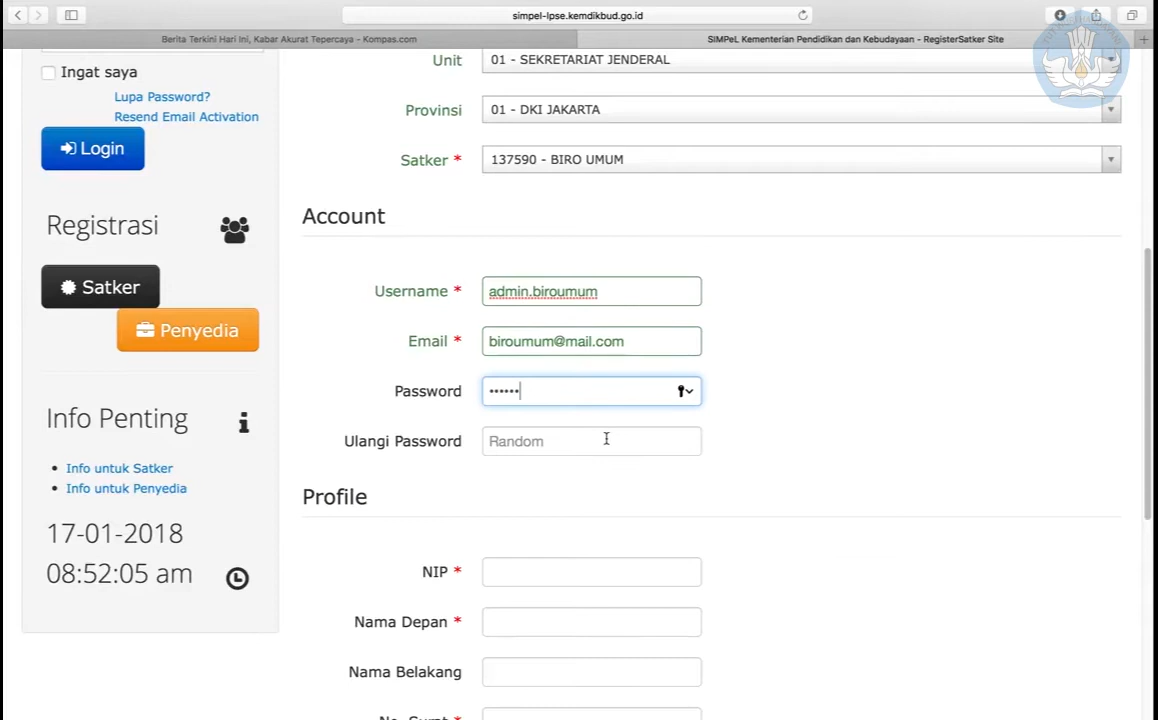 simpel-lpse.kemdikbud.go.id
Berita Terkini Hari Ini, Kabar Akurat Tepercaya - Kompas.com
SIMPeL Kementerian Pendidikan dan Kebudayaan - RegisterSatker Site
Ingat saya
Lupa Password?
Resend Email Activation
Login
Registrasi
Satker
Penyedia
Info Penting
Info untuk Satker
Info untuk Penyedia
17-01-2018
08:52:05 am
Unit 01 - SEKRETARIAT JENDERAL
Provinsi 01 - DKI JAKARTA
Satker * 137590 - BIRO UMUM
Account
Username * admin.biroumum
Email * biroumum@mail.com
Password ••••••
Ulangi Password Random
Profile
NIP *
Nama Depan *
Nama Belakang
No. Surat *